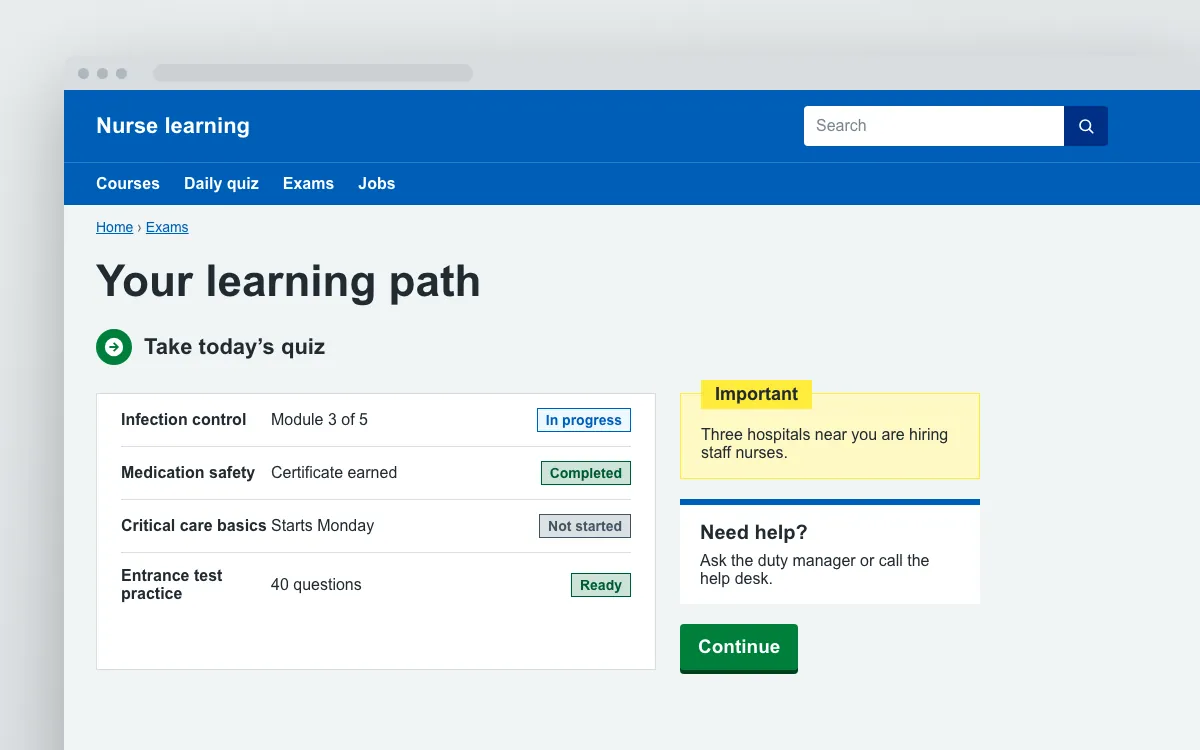 Nurse learning
Search
Courses Daily quiz Exams Jobs
Home › Exams
Your learning path
Take today’s quiz
Infection control Module 3 of 5 In progress
Medication safety Certificate earned Completed
Critical care basics Starts Monday Not started
Entrance test
practice
40 questions Ready
Important
Three hospitals near you are hiring
staff nurses.
Need help?
Ask the duty manager or call the
help desk.
Continue